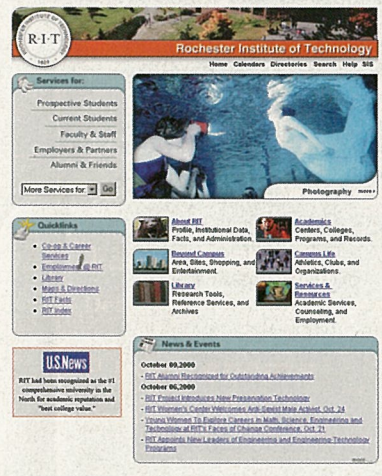 R·I·T
1829
Rochester Institute of Technology
Home Calendars Directories Search Help SIS
Services for:
Prospective Students
Current Students
Faculty & Staff
Employers & Partners
Alumni & Friends
More Services for:
Go
Photography more
Quicklinks
Co-op & Career
Services
Employment @ RIT
Library
Maps & Directions
RIT Facts
RIT Index
About RIT
Profile, Institutional Data,
Facts, and Administration.
Academics
Centers, Colleges,
Programs, and Records.
Beyond Campus
Area, Sites, Shopping, and
Entertainment.
Campus Life
Athletics, Clubs, and
Organizations.
Library
Research Tools,
Reference Services, and
Archives
Services &
Resources
Academic Services,
Counseling, and
Employment.
U.S.News
RIT had been recognized as the #1
comprehensive university in the
North for academic reputation and
"best college value."
News & Events
October 09,2000
- RIT Alumni Recognized for Outstanding Achievements
October 06,2000
- RIT Project Introduces New Presentation Technology
- RIT Women's Center Welcomes Anti-Sexist Male Activist, Oct. 24
- Young Women To Explore Careers In Math, Science, Engineering and
Technology at RIT's Faces of Change Conference, Oct. 21
- RIT Appoints New Leaders of Engineering and Engineering Technology
Programs
more